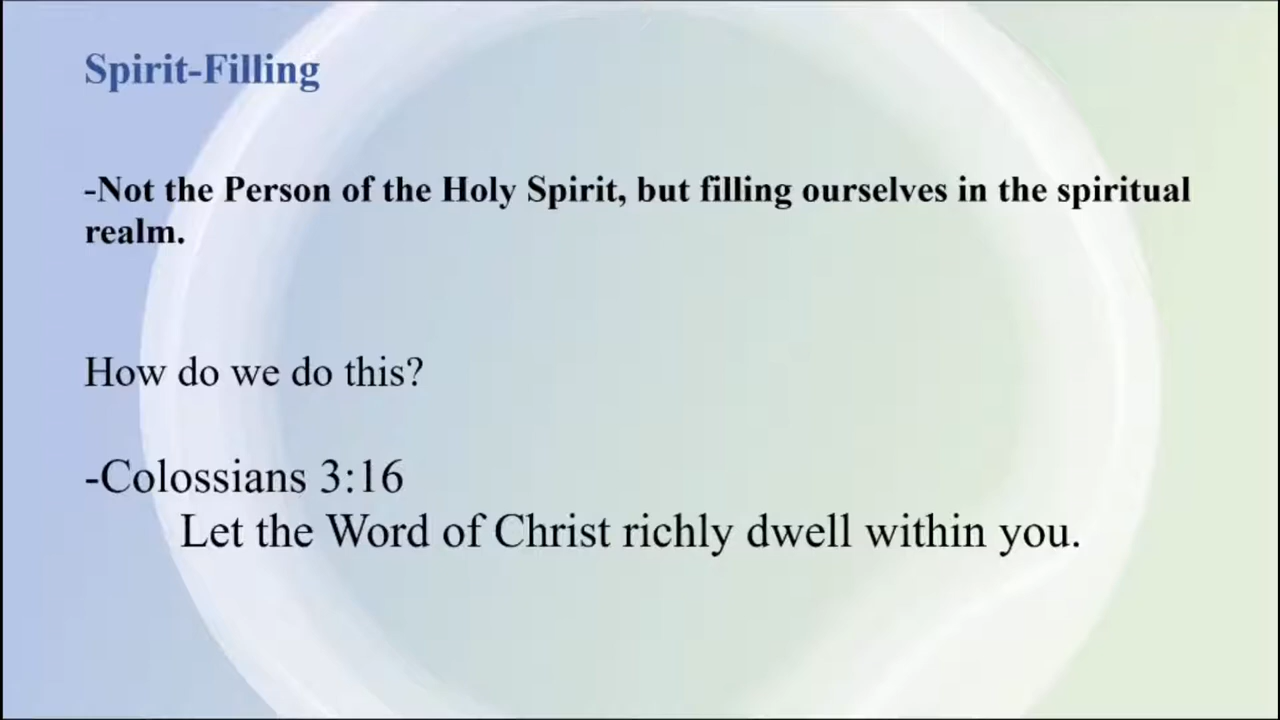 Spirit-Filling
-Not the Person of the Holy Spirit, but filling ourselves in the spiritual
realm.
How do we do this?
-Colossians 3:16
Let the Word of Christ richly dwell within you.